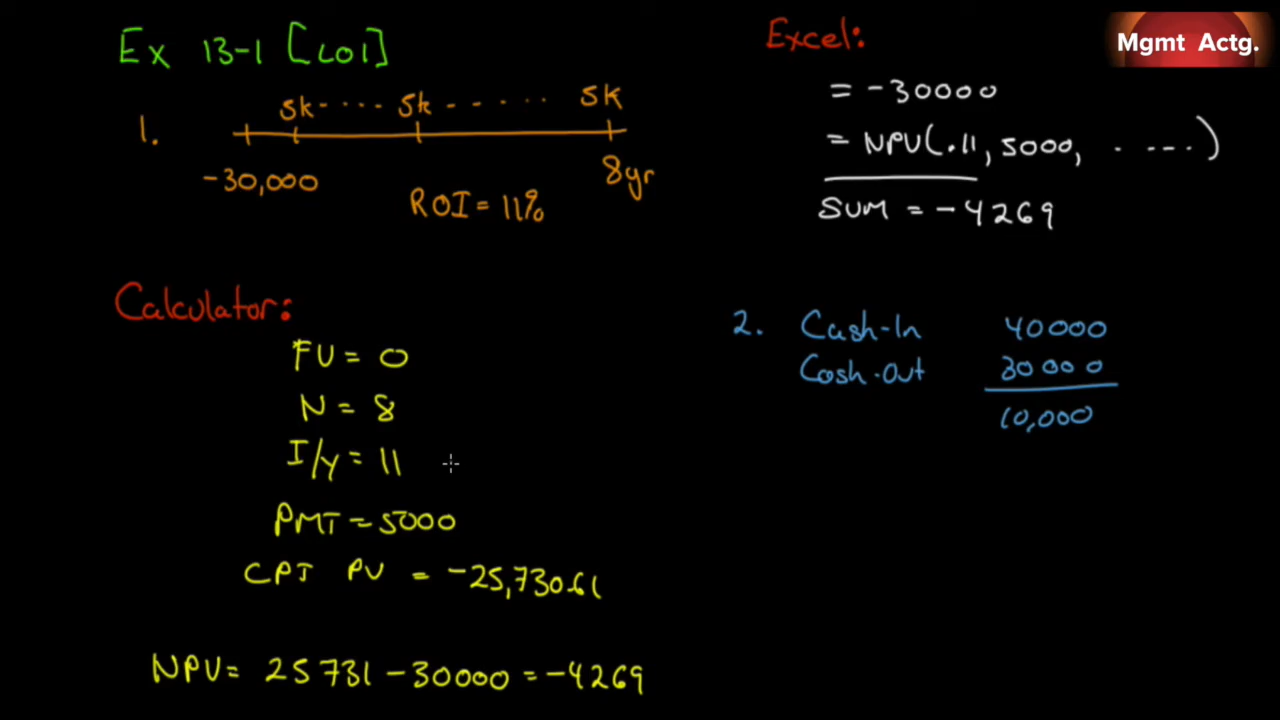 Mgmt Actg.
Ex 13-1 [LO1]
1.
5k ···· 5k ------·· 5k
-30,000
8yr
ROI = 11%
Calculator:
FV = 0
N = 8
I/Y = 11
PMT = 5000
CPT PV = -25,730.61
NPV = 25731 - 30000 = -4269
Excel:
= -30000
= NPV(.11, 5000, · ---··)
SUM = -4269
2. Cash-In 40000
Cash-Out 30000
10,000